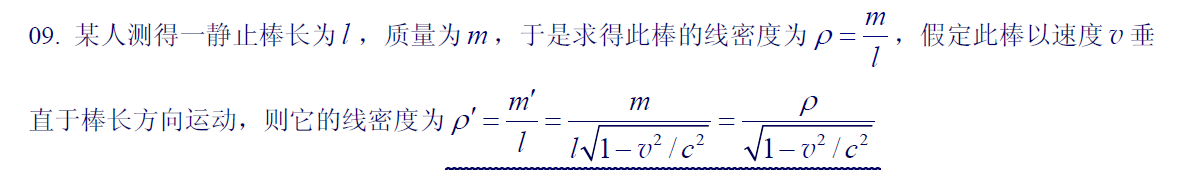 09. 某人测得一静止棒长为 l ，质量为 m ，于是求得此棒的线密度为 ρ = m/l ，假定此棒以速度 v 垂
直于棒长方向运动，则它的线密度为 ρ′ = m′/l = m/(l√(1−v²/c²)) = ρ/√(1−v²/c²)